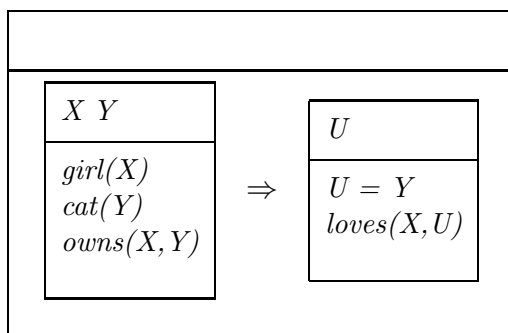 X Y
girl(X)
cat(Y)
owns(X,Y)
⇒
U
U = Y
loves(X,U)